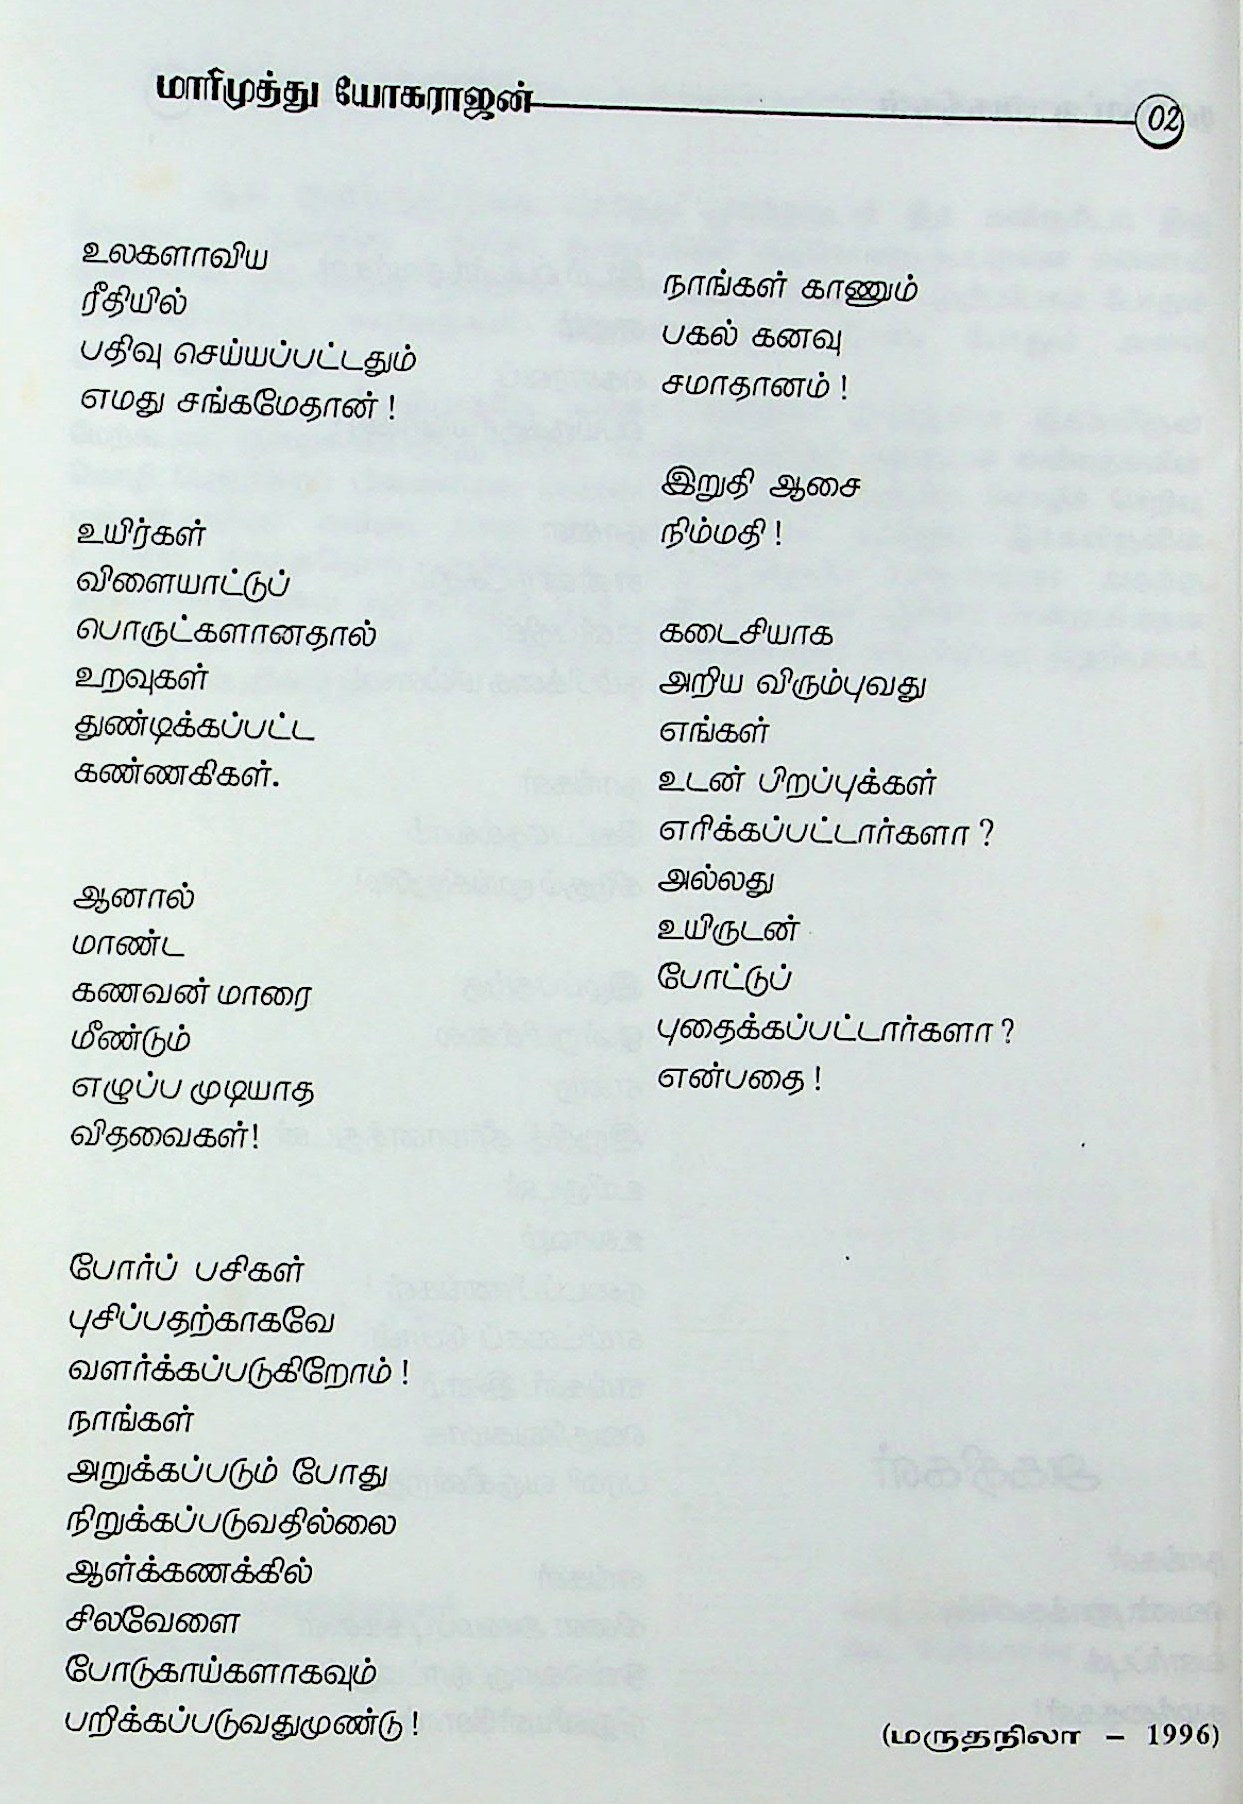 மாரிமுத்து யோகராஜன்
02
உலகளாவிய
ரீதியில்
பதிவு செய்யப்பட்டதும்
எமது சங்கமேதான் !
உயிர்கள்
விளையாட்டுப்
பொருட்களானதால்
உறவுகள்
துண்டிக்கப்பட்ட
கண்ணகிகள்.
ஆனால்
மாண்ட
கணவன் மாரை
மீண்டும்
எழுப்ப முடியாத
விதவைகள் !
போர்ப் பசிகள்
புசிப்பதற்காகவே
வளர்க்கப்படுகிறோம் !
நாங்கள்
அறுக்கப்படும் போது
நிறுக்கப்படுவதில்லை
ஆள்க்கணக்கில்
சிலவேளை
போடுகாய்களாகவும்
பறிக்கப்படுவதுமுண்டு !
நாங்கள் காணும்
பகல் கனவு
சமாதானம் !
இறுதி ஆசை
நிம்மதி !
கடைசியாக
அறிய விரும்புவது
எங்கள்
உடன் பிறப்புக்கள்
எரிக்கப்பட்டார்களா ?
அல்லது
உயிருடன்
போட்டுப்
புதைக்கப்பட்டார்களா ?
என்பதை !
(மருதநிலா – 1996)